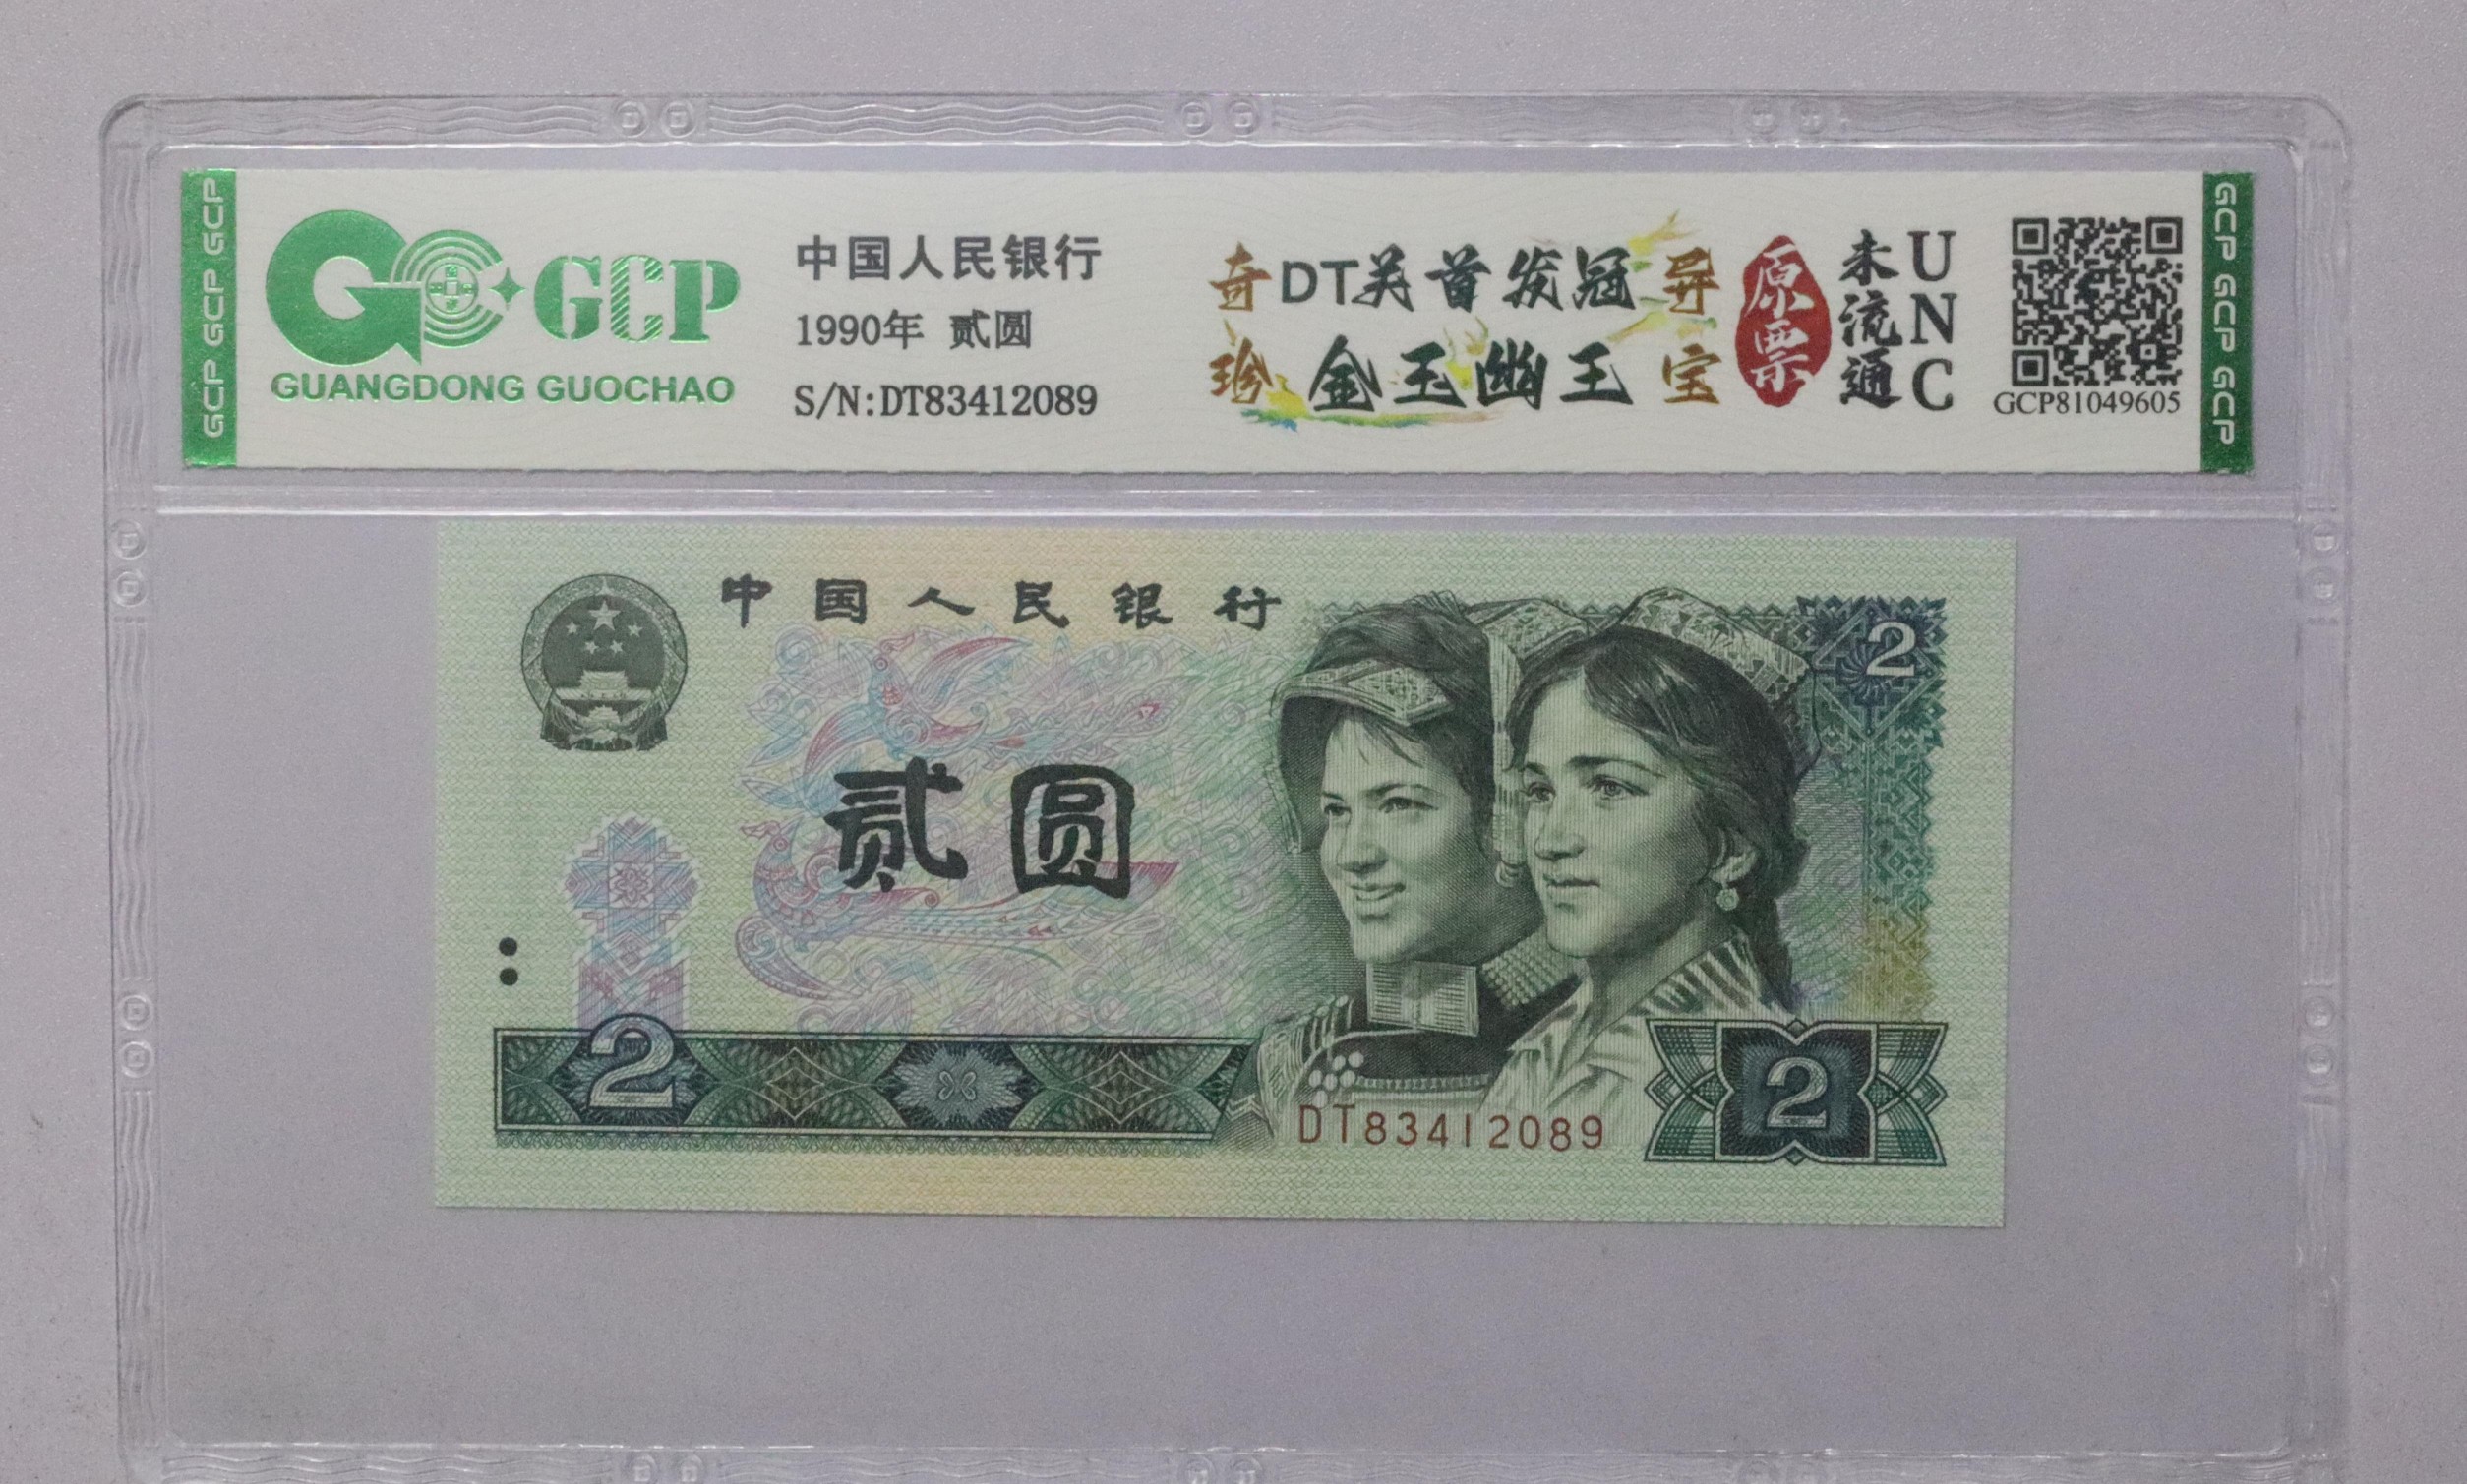 GCP GCP GCP
GCP
GUANGDONG GUOCHAO
中国人民银行
1990年 贰圆
S/N:DT83412089
奇DT关首发冠异
珍金玉幽王宝
原票
未流通
UNC
GCP81049605
GCP GCP GCP
中国人民银行
2
贰圆
2
DT83412089
2